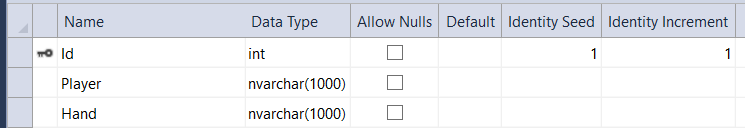 Name Data Type Allow Nulls Default Identity Seed Identity Increment
Id int 1 1
Player nvarchar(1000)
Hand nvarchar(1000)